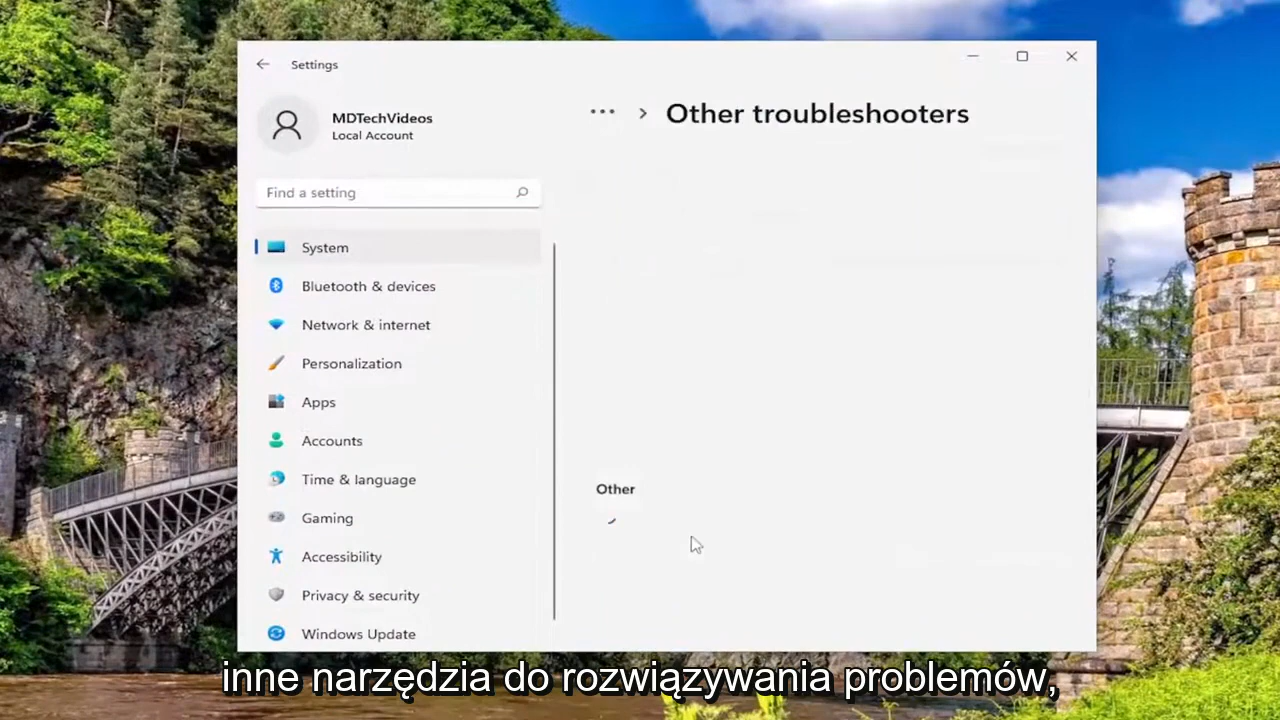 Settings
MDTechVideos
Local Account
Find a setting
System
Bluetooth & devices
Network & internet
Personalization
Apps
Accounts
Time & language
Gaming
Accessibility
Privacy & security
Windows Update
... > Other troubleshooters
Other
inne narzędzia do rozwiązywania problemów,